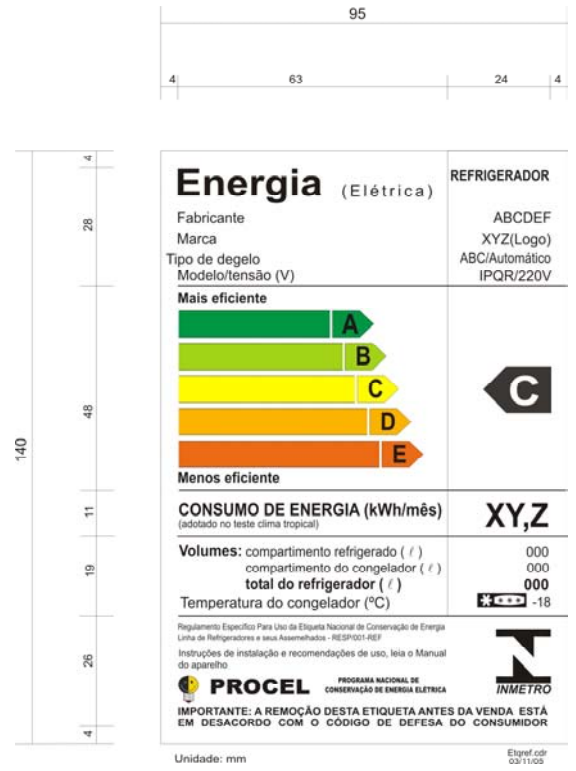 95
4 63 24 4
140
4
28
48
11
19
26
4
Energia (Elétrica) REFRIGERADOR
Fabricante ABCDEF
Marca XYZ(Logo)
Tipo de degelo ABC/Automático
Modelo/tensão (V) IPQR/220V
Mais eficiente
A
B
C
D
E
C
Menos eficiente
CONSUMO DE ENERGIA (kWh/mês) XY,Z
(adotado no teste clima tropical)
Volumes: compartimento refrigerado (ℓ) 000
compartimento do congelador (ℓ) 000
total do refrigerador (ℓ) 000
Temperatura do congelador (ºC) -18
Regulamento Específico Para Uso da Etiqueta Nacional de Conservação de Energia
Linha de Refrigeradores e seus Assemelhados - RESP/001-REF
Instruções de instalação e recomendações de uso, leia o Manual
do aparelho
PROCEL PROGRAMA NACIONAL DE
CONSERVAÇÃO DE ENERGIA ELÉTRICA
INMETRO
IMPORTANTE: A REMOÇÃO DESTA ETIQUETA ANTES DA VENDA ESTÁ
EM DESACORDO COM O CÓDIGO DE DEFESA DO CONSUMIDOR
Unidade: mm
Etqref.cdr
03/11/05